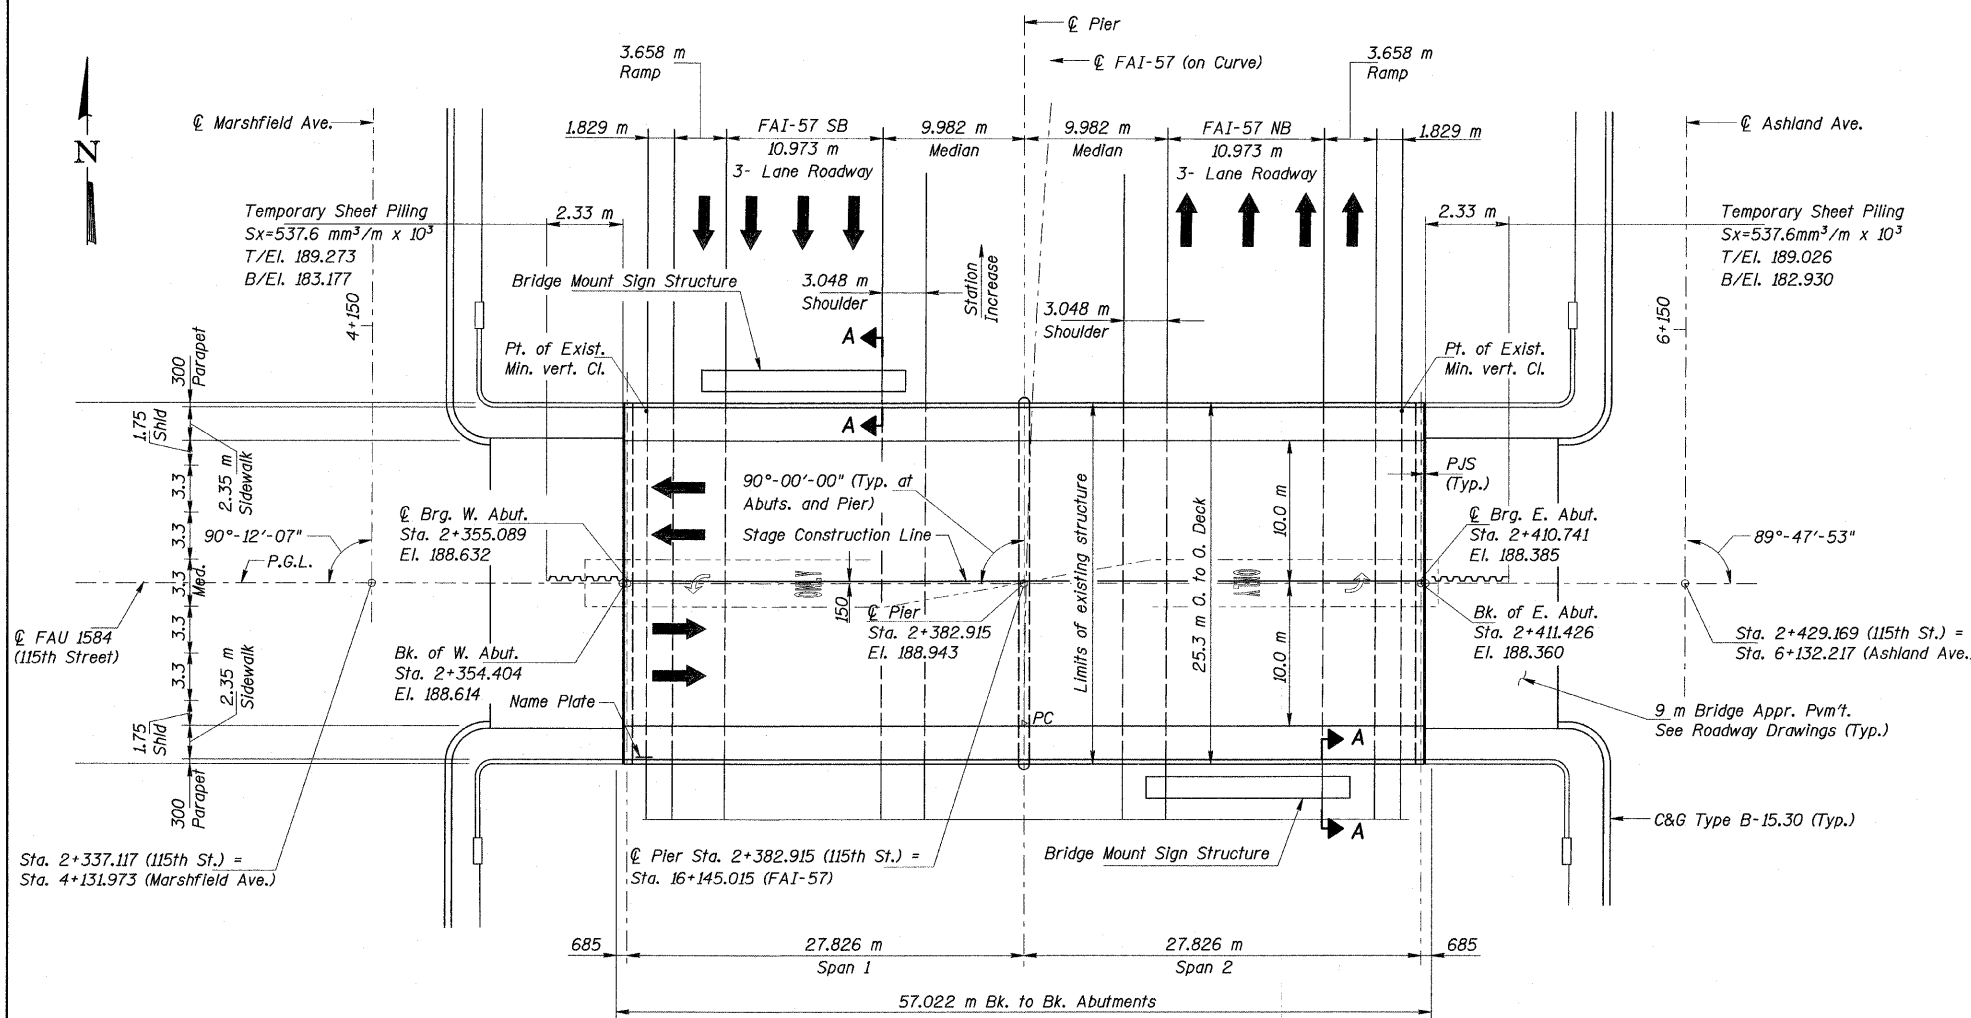 ℄ Pier
℄ FAI-57 (on Curve)
3.658 m
Ramp
3.658 m
Ramp
N
℄ Marshfield Ave.
℄ Ashland Ave.
1.829 m
FAI-57 SB
10.973 m
3- Lane Roadway
9.982 m
Median
9.982 m
Median
FAI-57 NB
10.973 m
3- Lane Roadway
1.829 m
Temporary Sheet Piling
Sx=537.6 mm³/m x 10³
T/El. 189.273
B/El. 183.177
2.33 m
2.33 m
Temporary Sheet Piling
Sx=537.6mm³/m x 10³
T/El. 189.026
B/El. 182.930
Bridge Mount Sign Structure
3.048 m
Shoulder
Station
Increase
3.048 m
Shoulder
4+150
6+150
A
A
Pt. of Exist.
Min. vert. Cl.
Pt. of Exist.
Min. vert. Cl.
300
Parapet
1.75
Shld
3.3
3.3
3.3
Med.
3.3
3.3
1.75
Shld
300
Parapet
2.35 m
Sidewalk
2.35 m
Sidewalk
90°-12'-07"
P.G.L.
℄ Brg. W. Abut.
Sta. 2+355.089
El. 188.632
90°-00'-00" (Typ. at
Abuts. and Pier)
Stage Construction Line
Limits of existing structure
25.3 m O. to O. Deck
10.0 m
10.0 m
PJS
(Typ.)
℄ Brg. E. Abut.
Sta. 2+410.741
El. 188.385
89°-47'-53"
ONLY
ONLY
150
℄ Pier
Sta. 2+382.915
El. 188.943
℄ FAU 1584
(115th Street)
Bk. of W. Abut.
Sta. 2+354.404
El. 188.614
Bk. of E. Abut.
Sta. 2+411.426
El. 188.360
Sta. 2+429.169 (115th St.) =
Sta. 6+132.217 (Ashland Ave.
Name Plate
PC
9 m Bridge Appr. Pvm't.
See Roadway Drawings (Typ.)
A
A
C&G Type B-15.30 (Typ.)
Sta. 2+337.117 (115th St.) =
Sta. 4+131.973 (Marshfield Ave.)
℄ Pier Sta. 2+382.915 (115th St.) =
Sta. 16+145.015 (FAI-57)
Bridge Mount Sign Structure
685
27.826 m
Span 1
27.826 m
Span 2
685
57.022 m Bk. to Bk. Abutments